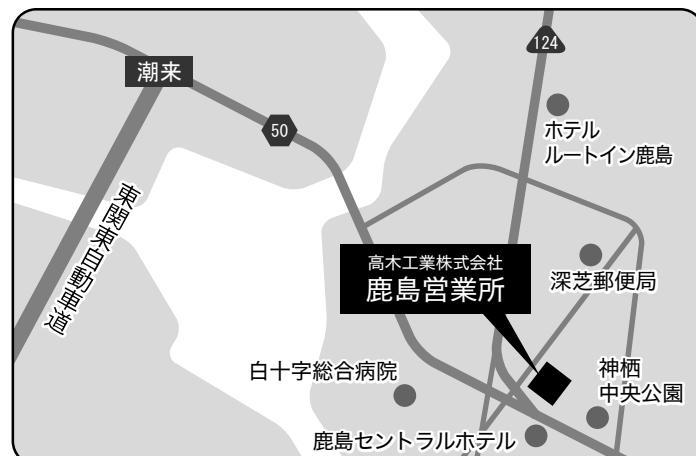 124
潮来
50
ホテル
ルートイン鹿島
東関東自動車道
高木工業株式会社
鹿島営業所
深芝郵便局
白十字総合病院
神栖
中央公園
鹿島セントラルホテル